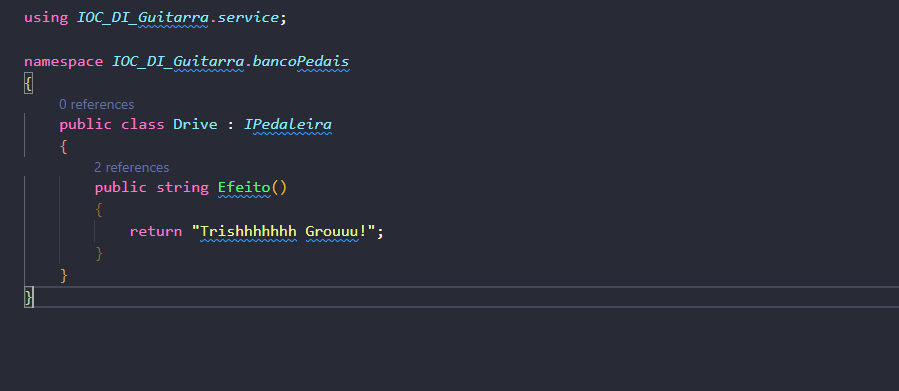 using IOC_DI_Guitarra.service;
namespace IOC_DI_Guitarra.bancoPedais
{
0 references
public class Drive : IPedaleira
{
2 references
public string Efeito()
{
return "Trishhhhhhh Grouuu!";
}
}
}